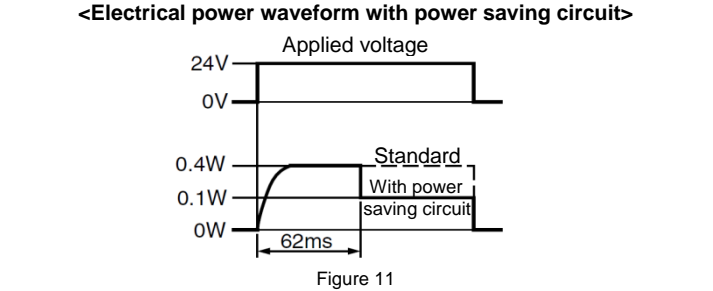 <Electrical power waveform with power saving circuit>
Applied voltage
24V
0V
0.4W
Standard
0.1W
With power
saving circuit
0W
62ms
Figure 11